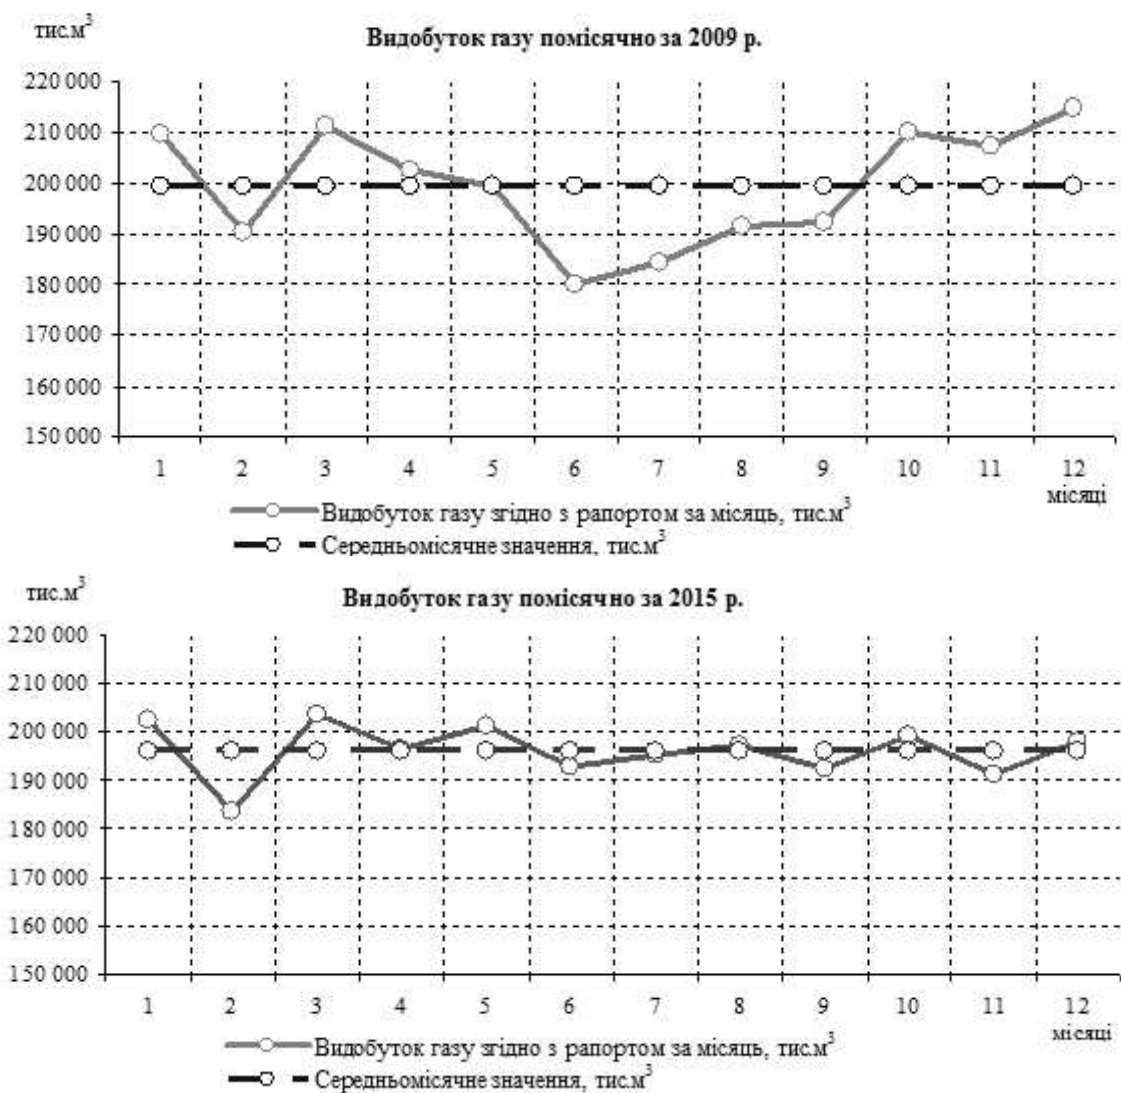 тис.м³
Видобуток газу помісячно за 2009 р.
220 000
210 000
200 000
190 000
180 000
170 000
160 000
150 000
1 2 3 4 5 6 7 8 9 10 11 12
місяці
Видобуток газу згідно з рапортом за місяць, тис.м³
Середньомісячне значення, тис.м³
тис.м³
Видобуток газу помісячно за 2015 р.
220 000
210 000
200 000
190 000
180 000
170 000
160 000
150 000
1 2 3 4 5 6 7 8 9 10 11 12
місяці
Видобуток газу згідно з рапортом за місяць, тис.м³
Середньомісячне значення, тис.м³